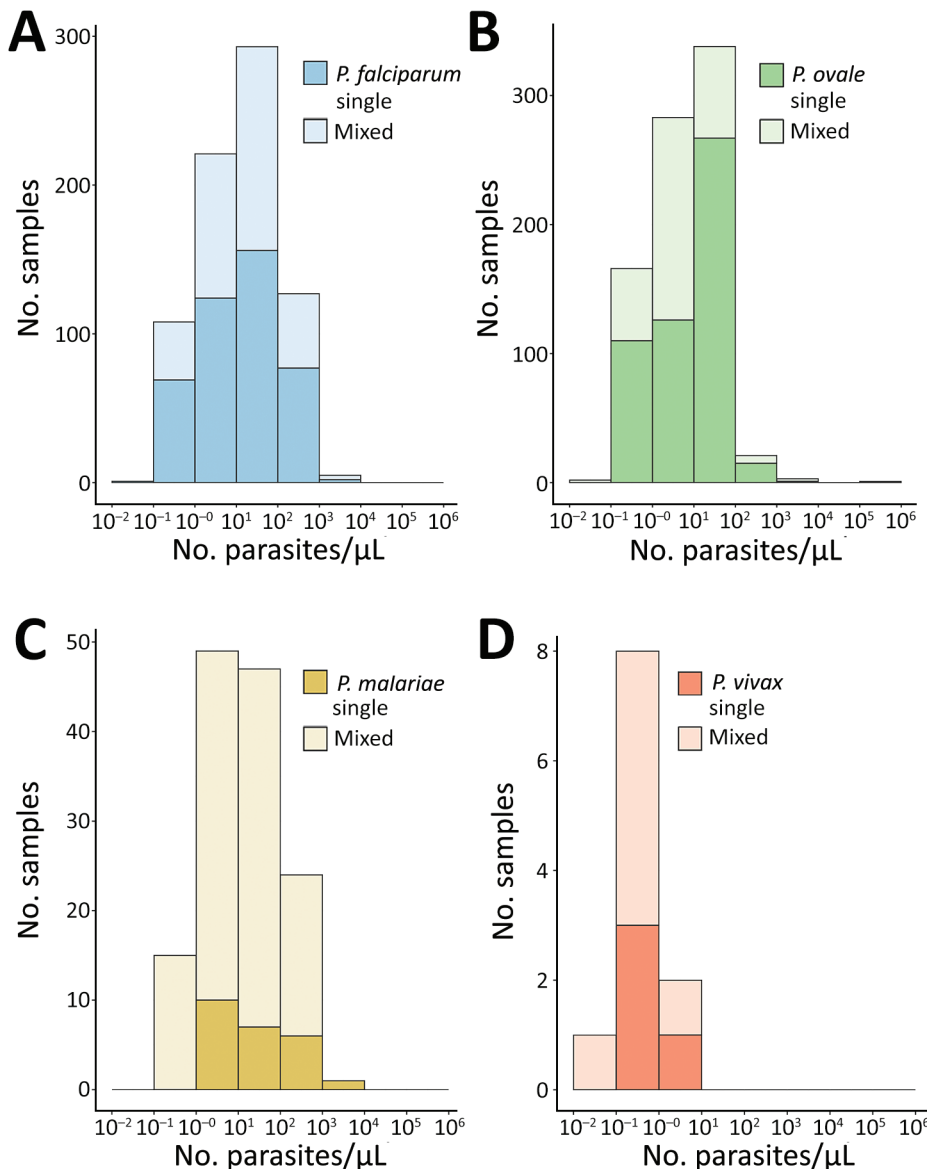 A
300
200
100
0
No. samples
P. falciparum
single
Mixed
10⁻² 10⁻¹ 10⁻⁰ 10¹ 10² 10³ 10⁴ 10⁵ 10⁶
No. parasites/μL
B
300
200
100
0
No. samples
P. ovale
single
Mixed
10⁻² 10⁻¹ 10⁻⁰ 10¹ 10² 10³ 10⁴ 10⁵ 10⁶
No. parasites/μL
C
50
40
30
20
10
0
No. samples
P. malariae
single
Mixed
10⁻² 10⁻¹ 10⁻⁰ 10¹ 10² 10³ 10⁴ 10⁵ 10⁶
No. parasites/μL
D
8
6
4
2
0
No. samples
P. vivax
single
Mixed
10⁻² 10⁻¹ 10⁻⁰ 10¹ 10² 10³ 10⁴ 10⁵ 10⁶
No. parasites/μL